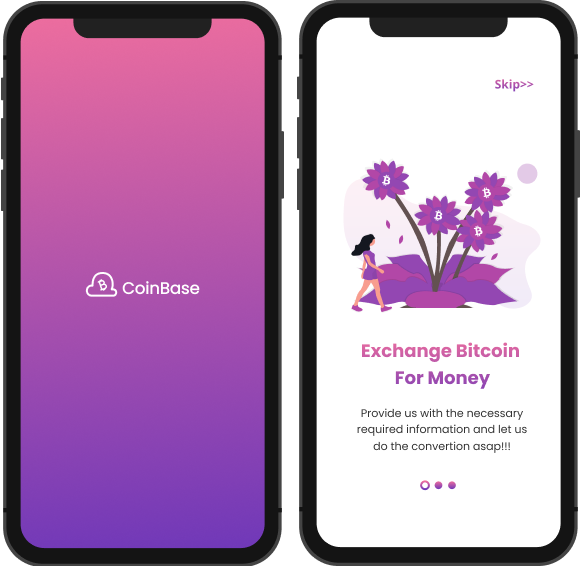 CoinBase
Skip>>
Exchange Bitcoin
For Money
Provide us with the necessary
required information and let us
do the convertion asap!!!